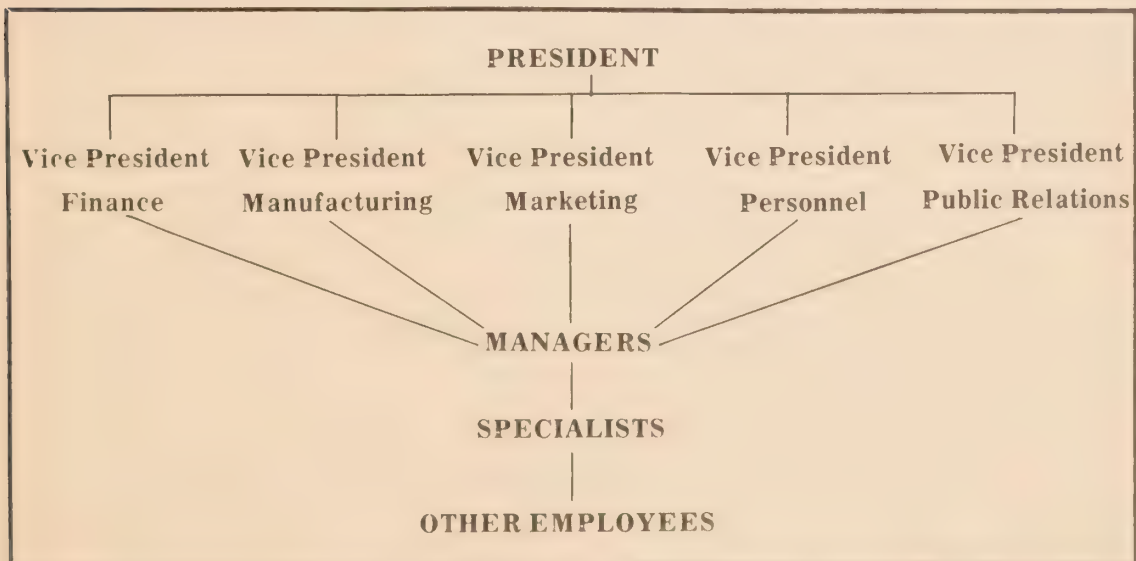 PRESIDENT
Vice President Vice President Vice President Vice President Vice President
Finance Manufacturing Marketing Personnel Public Relations
MANAGERS
SPECIALISTS
OTHER EMPLOYEES